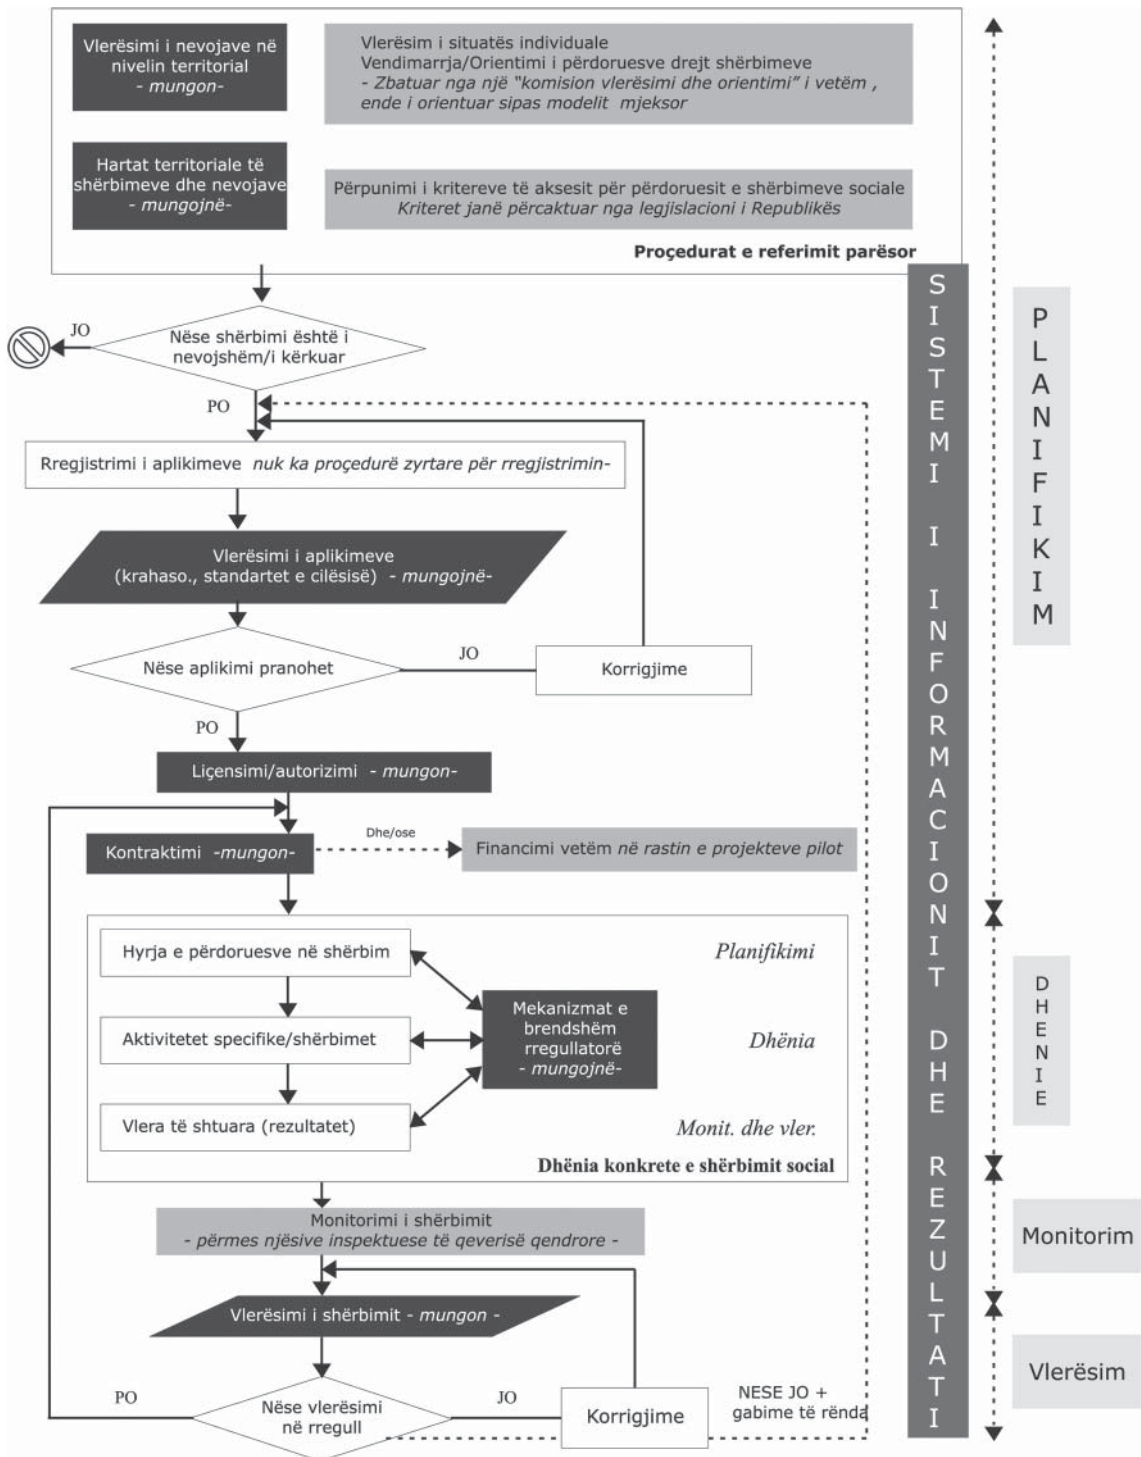 Vlerësimi i nevojave në
nivelin territorial
- mungon-
Vlerësim i situatës individuale
Vendimarrja/Orientimi i përdoruesve drejt shërbimeve
- Zbatuar nga një “komision vlerësimi dhe orientimi” i vetëm ,
ende i orientuar sipas modelit mjeksor
Hartat territoriale të
shërbimeve dhe nevojave
- mungojnë-
Përpunimi i kritereve të aksesit për përdoruesit e shërbimeve sociale
Kriteret janë përcaktuar nga legjislacioni i Republikës
Proçedurat e referimit parësor
Nëse shërbimi është i
nevojshëm/i kërkuar
JO
PO
Rregjistrimi i aplikimeve nuk ka proçedurë zyrtare për rregjistrimin-
Vlerësimi i aplikimeve
(krahaso., standartet e cilësisë) - mungojnë-
Nëse aplikimi pranohet
JO
Korrigjime
PO
Liçensimi/autorizimi - mungon-
Kontraktimi -mungon-
Dhe/ose
Financimi vetëm në rastin e projekteve pilot
Hyrja e përdoruesve në shërbim
Planifikimi
Aktivitetet specifike/shërbimet
Mekanizmat e
brendshëm
rregullatorë
- mungojnë-
Dhënia
Vlera të shtuara (rezultatet)
Monit. dhe vler.
Dhënia konkrete e shërbimit social
Monitorimi i shërbimit
- përmes njësive inspektuese të qeverisë qendrore -
Vlerësimi i shërbimit - mungon -
Nëse vlerësimi
në rregull
PO
JO
Korrigjime
NESE JO +
gabime të rënda
SISTEMI I INFORMACIONIT DHE REZULTATI
PLANIFIKIM
DHENIE
Monitorim
Vlerësim